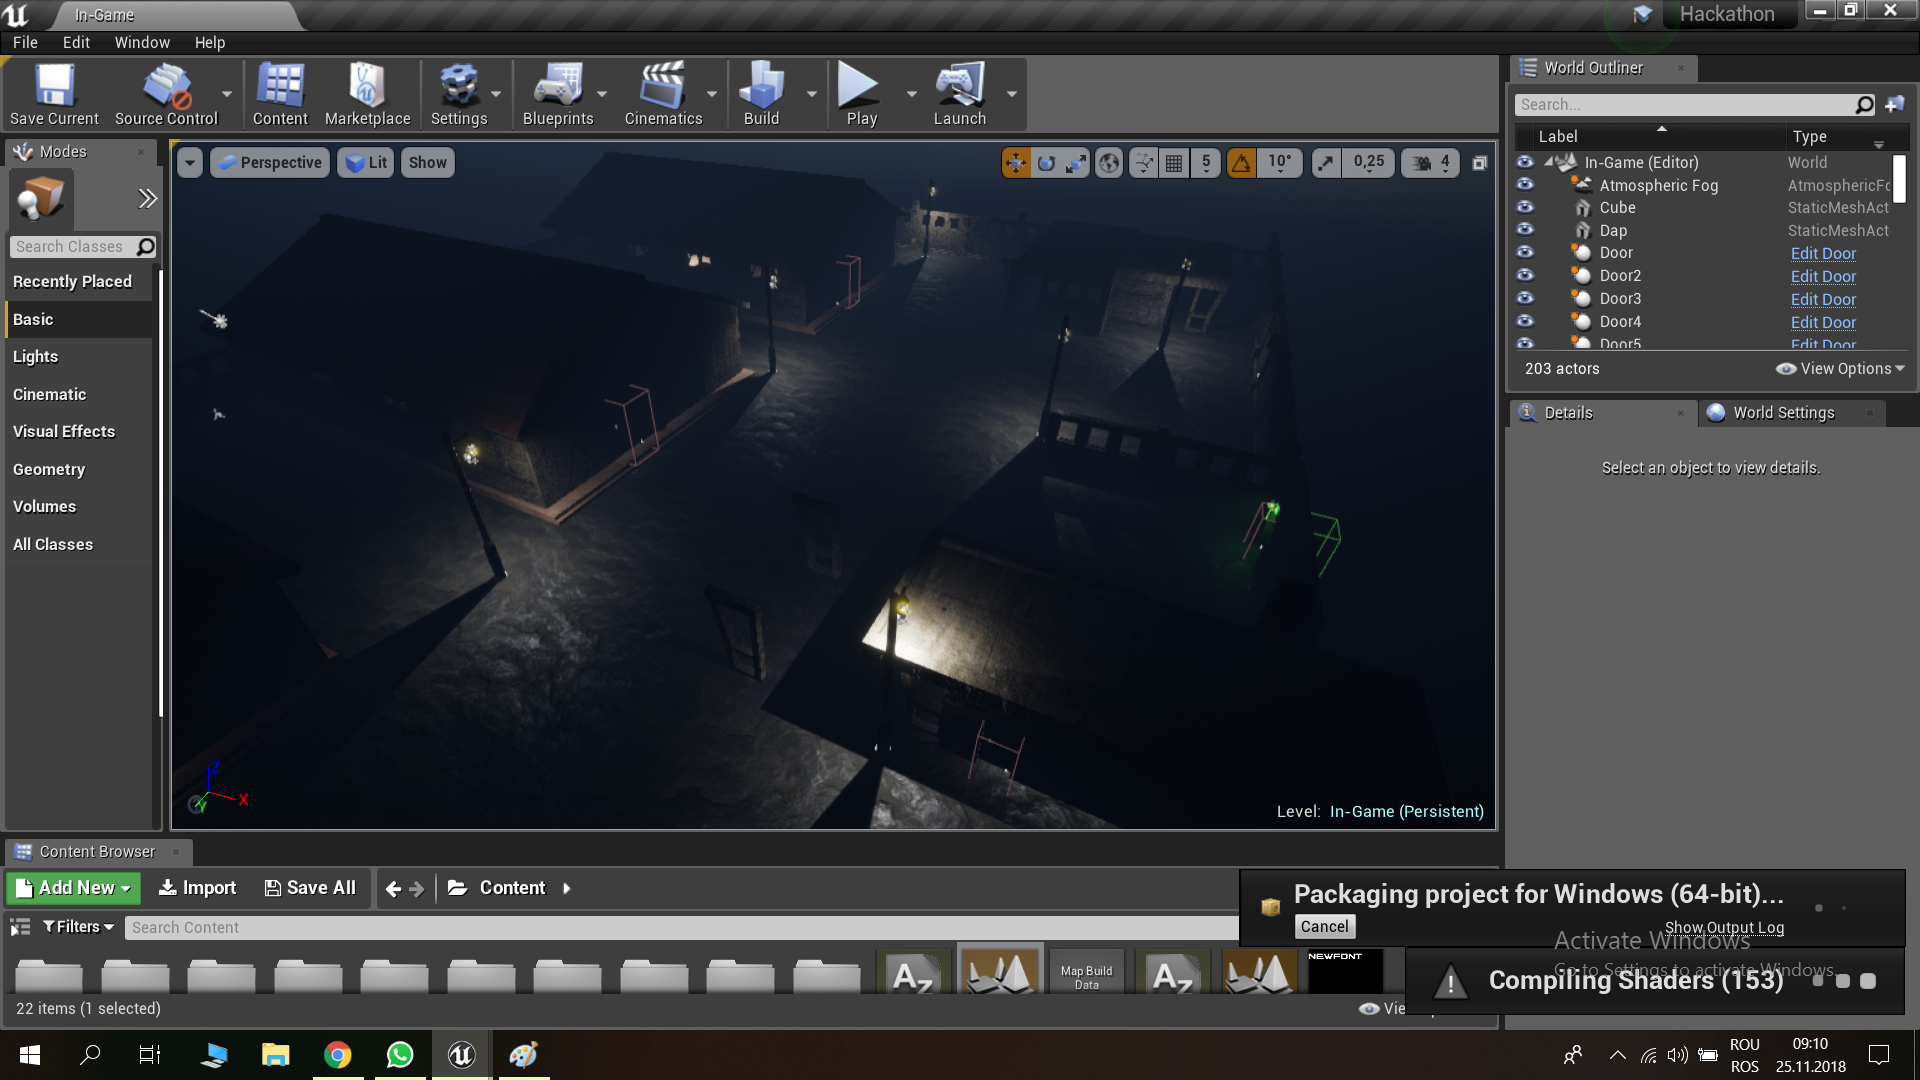 In-Game
Hackathon
File Edit Window Help
Save Current Source Control Content Marketplace Settings Blueprints Cinematics Build Play Launch
World Outliner
Search...
Label Type
In-Game (Editor) World
Atmospheric Fog AtmosphericFo
Cube StaticMeshAct
Dap StaticMeshAct
Door Edit Door
Door2 Edit Door
Door3 Edit Door
Door4 Edit Door
Door5 Edit Door
203 actors View Options
Modes
Search Classes
Recently Placed
Basic
Lights
Cinematic
Visual Effects
Geometry
Volumes
All Classes
Perspective Lit Show 5 10° 0,25 4
Z
X
Y
Level: In-Game (Persistent)
Details World Settings
Select an object to view details.
Content Browser
Add New Import Save All Content
Filters Search Content
Az
Map Build
Data
Az
NEWFONT
22 items (1 selected)
Packaging project for Windows (64-bit)...
Cancel Show Output Log
Activate Windows
Go to Settings to activate Windows.
Compiling Shaders (153)
ROU
ROS
09:10
25.11.2018